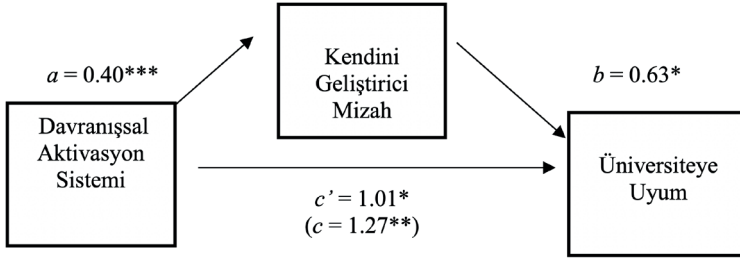 Kendini
Geliştirici
Mizah
a = 0.40***
b = 0.63*
Davranışsal
Aktivasyon
Sistemi
Üniversiteye
Uyum
c’ = 1.01*
(c = 1.27**)